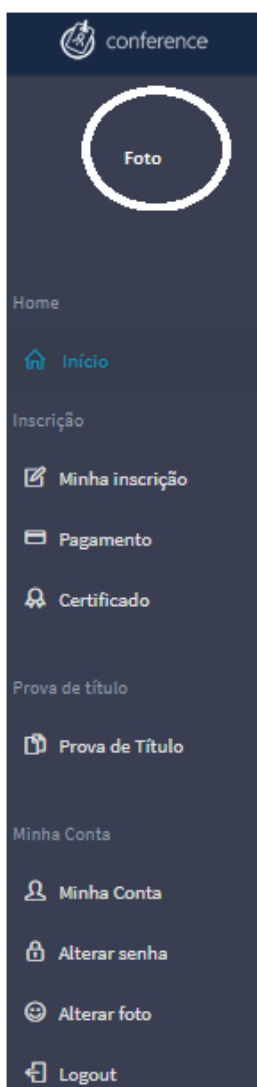 conference
Foto
Home
Início
Inscrição
Minha inscrição
Pagamento
Certificado
Prova de título
Prova de Título
Minha Conta
Minha Conta
Alterar senha
Alterar foto
Logout